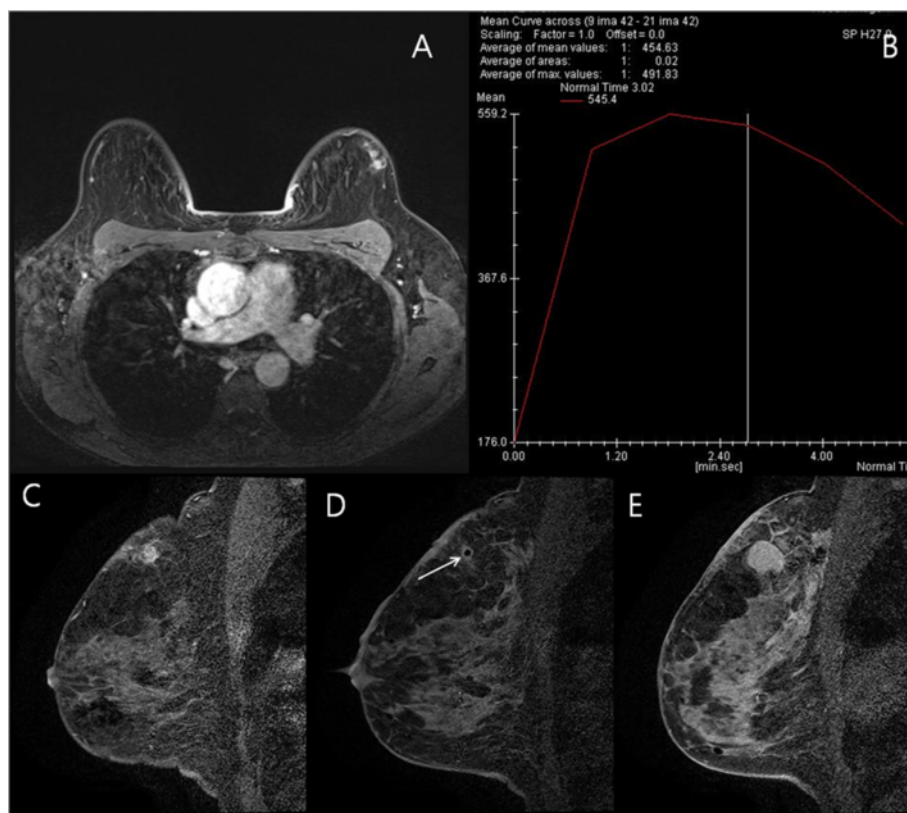 A
Mean Curve across (9 ima 42 - 21 ima 42)
Scaling: Factor = 1.0 Offset = 0.0
SP H27.9
B
Average of mean values: 1: 454.63
Average of areas: 1: 0.02
Average of max. values: 1: 491.83
Normal Time 3.02
Mean
545.4
559.2
367.6
176.0
0.00
1.20
2.40
4.00
[min.sec]
Normal Ti
C
D
E